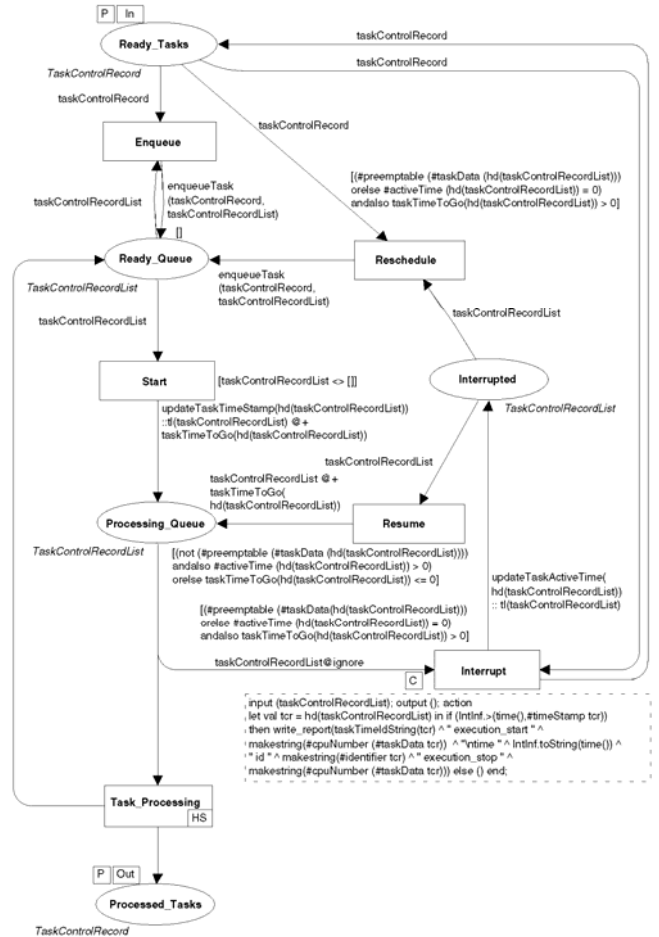 P In
Ready_Tasks
TaskControlRecord
taskControlRecord
taskControlRecord
taskControlRecord
taskControlRecord
Enqueue
[(#preemptable (#taskData (hd(taskControlRecordList)))
orelse #activeTime (hd(taskControlRecordList)) = 0)
andalso taskTimeToGo(hd(taskControlRecordList)) > 0]
taskControlRecordList
enqueueTask
(taskControlRecord,
taskControlRecordList)
[]
Ready_Queue
TaskControlRecordList
Reschedule
enqueueTask
(taskControlRecord,
taskControlRecordList)
taskControlRecordList
taskControlRecordList
Start
[taskControlRecordList <> []]
Interrupted
TaskControlRecordList
updateTaskTimeStamp(hd(taskControlRecordList))
::tl(taskControlRecordList) @+
taskTimeToGo(hd(taskControlRecordList))
taskControlRecordList
taskControlRecordList @+
taskTimeToGo(
hd(taskControlRecordList))
Processing_Queue
TaskControlRecordList
Resume
[(not (#preemptable (#taskData (hd(taskControlRecordList))))
andalso #activeTime (hd(taskControlRecordList)) > 0)
orelse taskTimeToGo(hd(taskControlRecordList)) <= 0]
updateTaskActiveTime(
hd(taskControlRecordList))
:: tl(taskControlRecordList)
[(#preemptable (#taskData(hd(taskControlRecordList)))
orelse #activeTime (hd(taskControlRecordList)) = 0)
andalso taskTimeToGo(hd(taskControlRecordList)) > 0]
taskControlRecordList@ignore
Interrupt
C
input (taskControlRecordList); output (); action
let val tcr = hd(taskControlRecordList) in if (IntInf.>(time(),#timeStamp tcr))
then write_report(taskTimeIdString(tcr) ^ " execution_start " ^
makestring(#cpuNumber (#taskData tcr)) ^ "\ntime " ^ IntInf.toString(time()) ^
" id " ^ makestring(#identifier tcr) ^ " execution_stop " ^
makestring(#cpuNumber (#taskData tcr))) else () end;
Task_Processing
HS
P Out
Processed_Tasks
TaskControlRecord